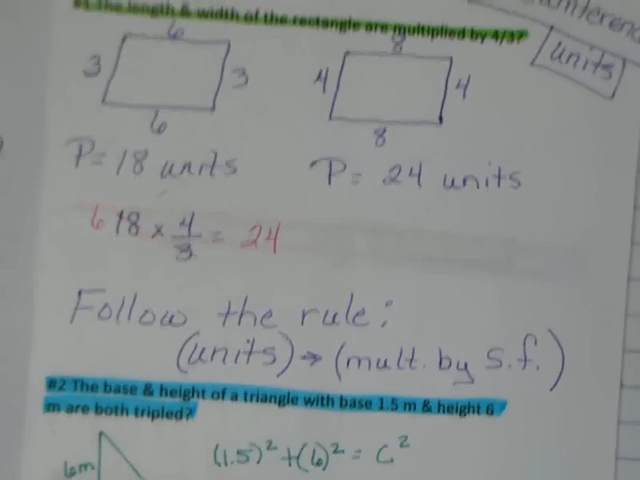 #1 The length & width of the rectangle are multiplied by 4/3?
units
6 8
3 3 4 4
6 8
P= 18 units P= 24 units
6 18 × 4/3 = 24
Follow the rule:
(units) → (mult. by s.f.)
#2 The base & height of a triangle with base 1.5 m & height 6
m are both tripled?
6m (1.5)² + (6)² = C²